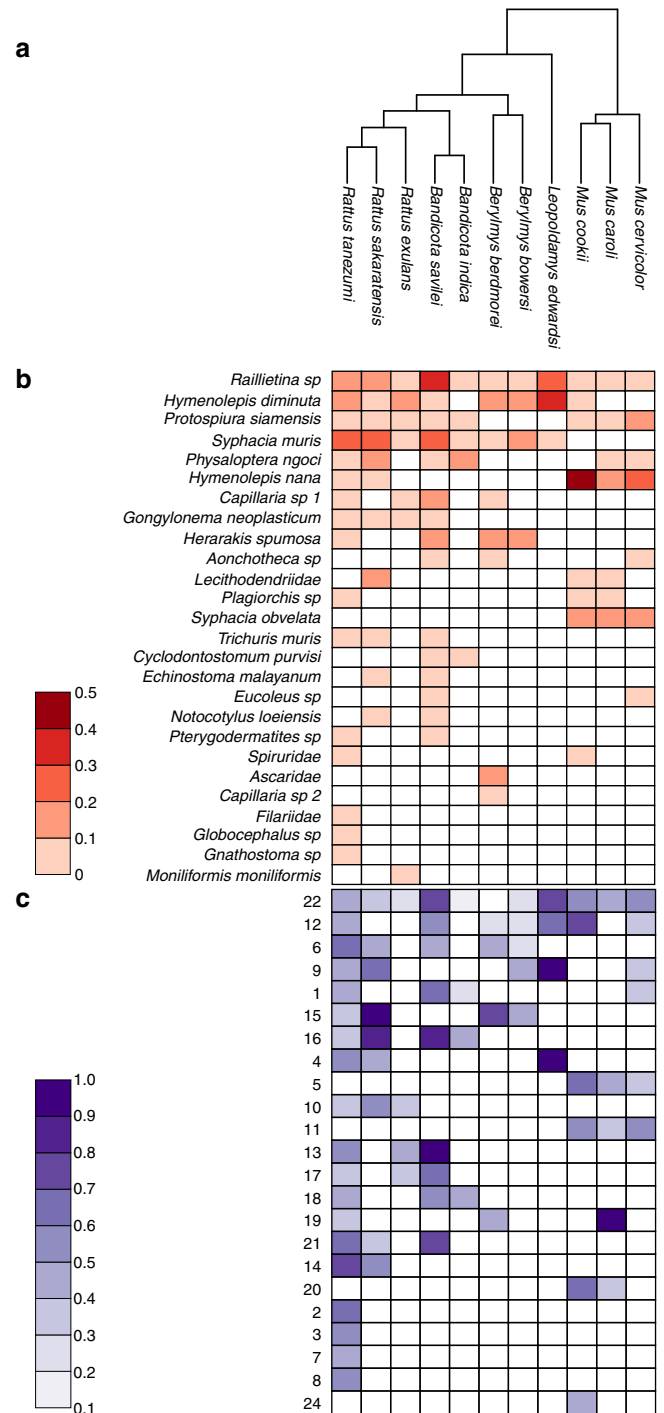 a
Rattus tanezumi
Rattus sakaratensis
Rattus exulans
Bandicota savilei
Bandicota indica
Berylmys berdmorei
Berylmys bowersi
Leopoldamys edwardsi
Mus cookii
Mus caroli
Mus cervicolor
b
Raillietina sp
Hymenolepis diminuta
Protospiura siamensis
Syphacia muris
Physaloptera ngoci
Hymenolepis nana
Capillaria sp 1
Gongylonema neoplasticum
Herarakis spumosa
Aonchotheca sp
Lecithodendriidae
Plagiorchis sp
Syphacia obvelata
Trichuris muris
Cyclodontostomum purvisi
Echinostoma malayanum
Eucoleus sp
Notocotylus loeiensis
Pterygodermatites sp
Spiruridae
Ascaridae
Capillaria sp 2
Filariidae
Globocephalus sp
Gnathostoma sp
Moniliformis moniliformis
0.5
0.4
0.3
0.2
0.1
0
c
22
12
6
9
1
15
16
4
5
10
11
13
17
18
19
21
14
20
2
3
7
8
24
1.0
0.9
0.8
0.7
0.6
0.5
0.4
0.3
0.2
0.1